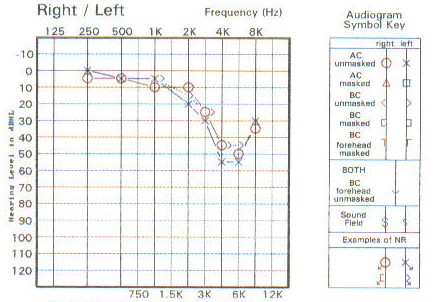 Right / Left
Frequency (Hz)
125 250 500 1K 2K 4K 8K
-10
0
10
20
30
40
50
60
70
80
90
100
110
120
Hearing Level in dBHL
750 1.5K 3K 6K 12K
Audiogram
Symbol Key
right left
AC
unmasked
AC
masked
BC
unmasked
BC
masked
BC
forehead
masked
BOTH
BC
forehead
unmasked
Sound
Field
S S
Examples of NR